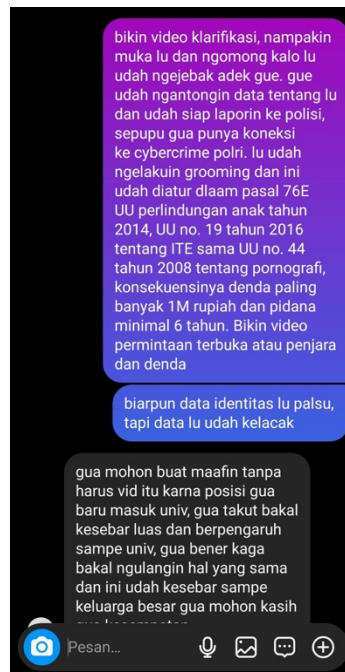 bikin video klarifikasi, nampakin
muka lu dan ngomong kalo lu
udah ngejebak adek gue. gue
udah ngantongin data tentang lu
dan udah siap laporin ke polisi,
sepupu gua punya koneksi
ke cybercrime polri. lu udah
ngelakuin grooming dan ini
udah diatur dlaam pasal 76E
UU perlindungan anak tahun
2014, UU no. 19 tahun 2016
tentang ITE sama UU no. 44
tahun 2008 tentang pornografi,
konsekuensinya denda paling
banyak 1M rupiah dan pidana
minimal 6 tahun. Bikin video
permintaan terbuka atau penjara
dan denda
biarpun data identitas lu palsu,
tapi data lu udah kelacak
gua mohon buat maafin tanpa
harus vid itu karna posisi gua
baru masuk univ, gua takut bakal
kesebar luas dan berpengaruh
sampe univ, gua bener kaga
bakal ngulangin hal yang sama
dan ini udah kesebar sampe
keluarga besar gua mohon kasih
Pesan...